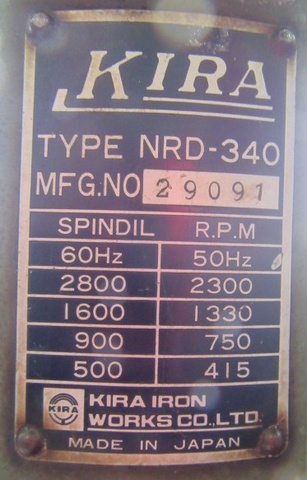 KIRA
TYPE NRD-340
MFG.NO 29091
SPINDIL R.P.M
60Hz 50Hz
2800 2300
1600 1330
900 750
500 415
KIRA
KIRA IRON
WORKS CO.,LTD.
MADE IN JAPAN